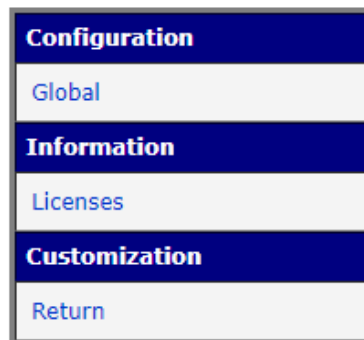 Configuration
Global
Information
Licenses
Customization
Return